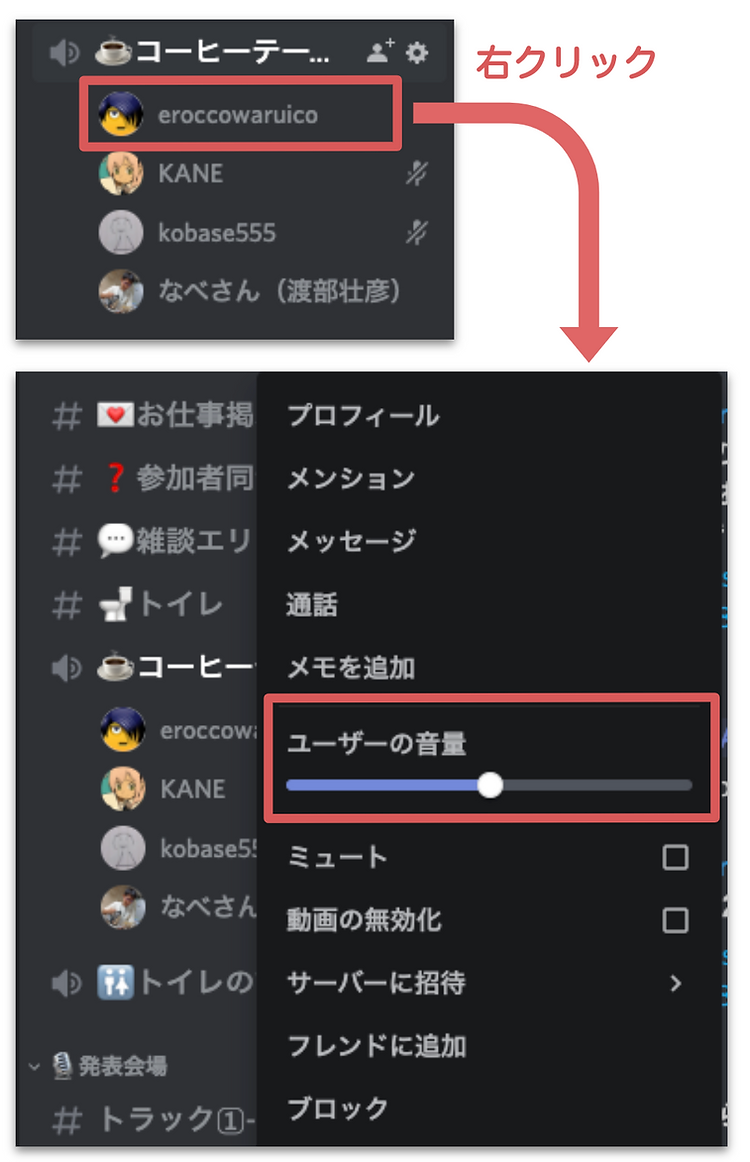 コーヒーテー...
右クリック
eroccowaruico
KANE
kobase555
なべさん（渡部壮彦）
# お仕事掲
# 参加者同
# 雑談エリ
# トイレ
コーヒー
eroccowa
KANE
kobase55
なべさん
トイレの
発表会場
# トラック①-
プロフィール
メンション
メッセージ
通話
メモを追加
ユーザーの音量
ミュート
動画の無効化
サーバーに招待
フレンドに追加
ブロック